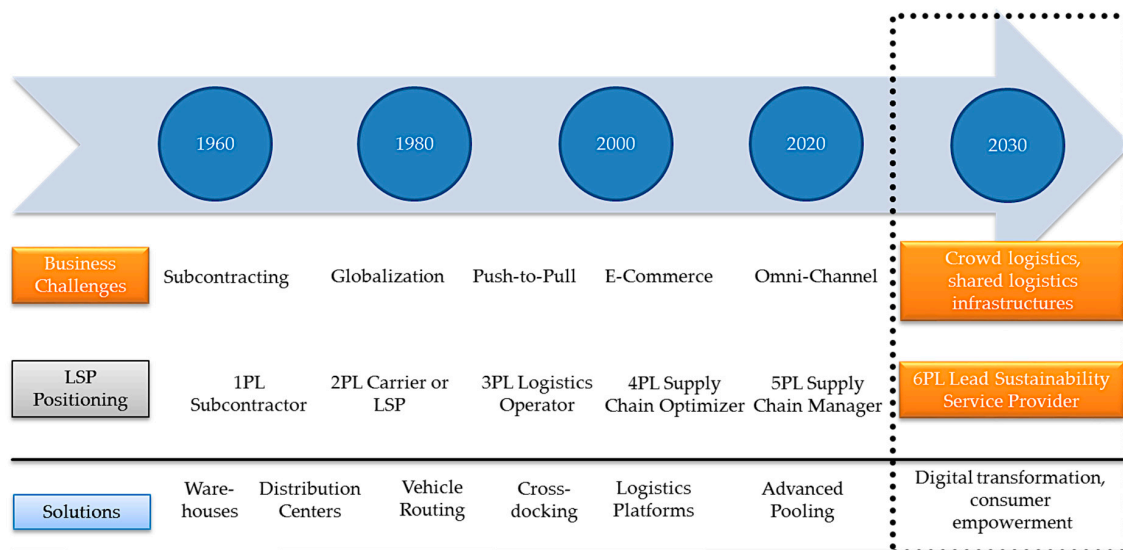 1960
1980
2000
2020
2030
Business
Challenges
Subcontracting
Globalization
Push-to-Pull
E-Commerce
Omni-Channel
Crowd logistics,
shared logistics
infrastructures
LSP
Positioning
1PL
Subcontractor
2PL Carrier or
LSP
3PL Logistics
Operator
4PL Supply
Chain Optimizer
5PL Supply
Chain Manager
6PL Lead Sustainability
Service Provider
Solutions
Ware-
houses
Distribution
Centers
Vehicle
Routing
Cross-
docking
Logistics
Platforms
Advanced
Pooling
Digital transformation,
consumer
empowerment